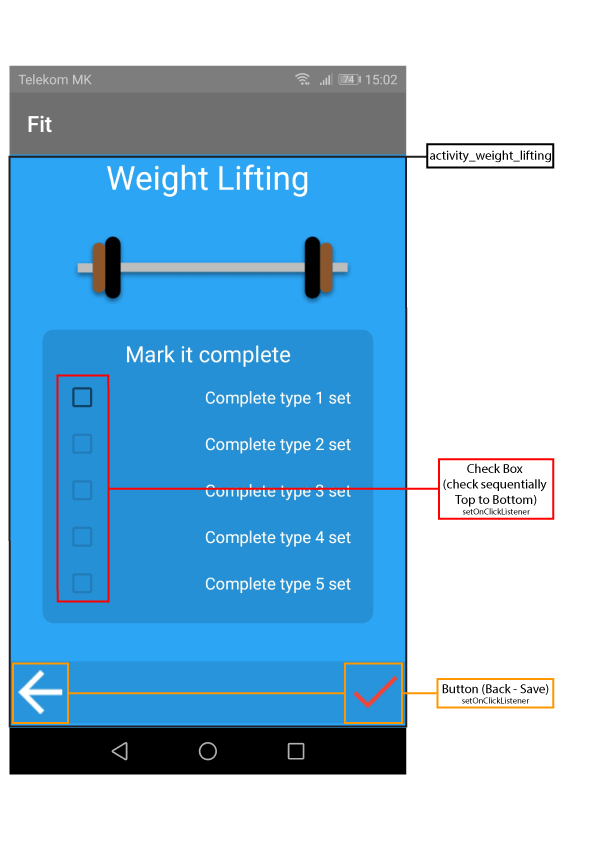 Telekom MK
74
15:02
Fit
activity_weight_lifting
Weight Lifting
Mark it complete
Complete type 1 set
Complete type 2 set
Complete type 3 set
Complete type 4 set
Complete type 5 set
Check Box
(check sequentially
Top to Bottom)
setOnClickListener
Button (Back - Save)
setOnClickListener